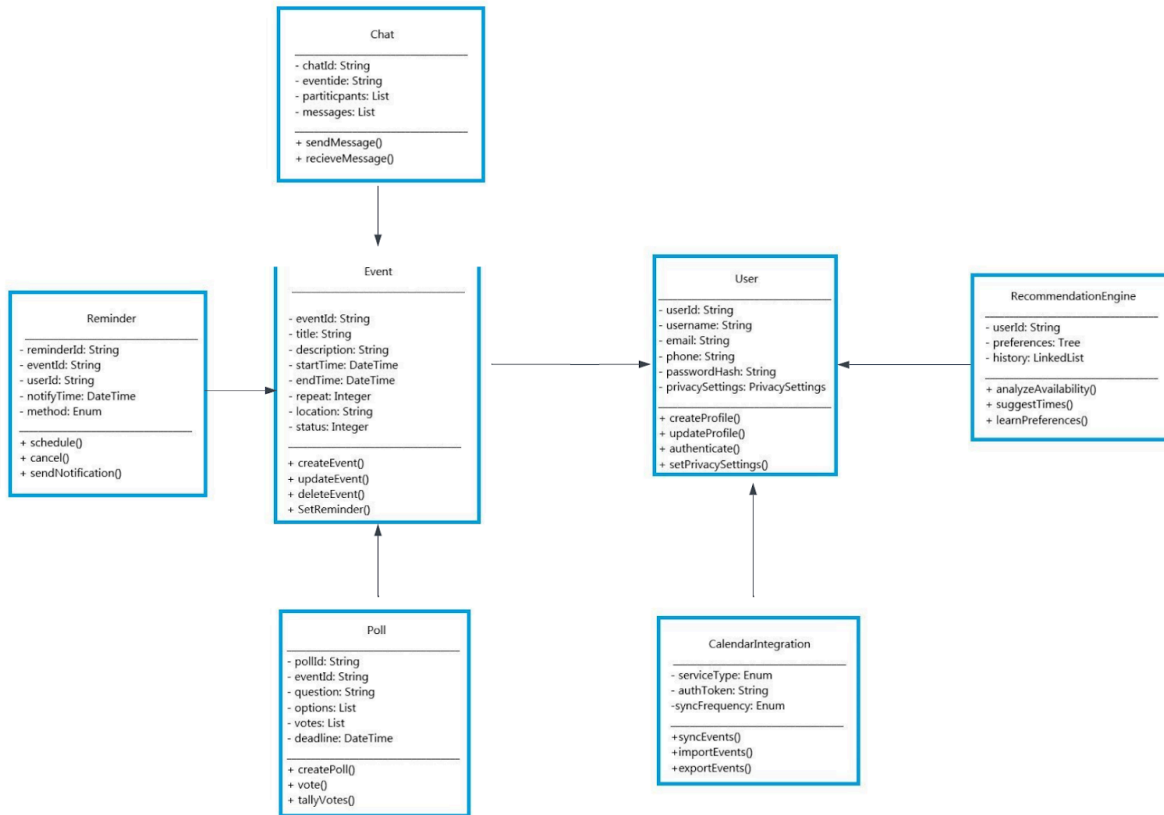 Chat
- chatId: String
- eventide: String
- partiticpants: List
- messages: List
+ sendMessage()
+ recieveMessage()
Event
- eventId: String
- title: String
- description: String
- startTime: DateTime
- endTime: DateTime
- repeat: Integer
- location: String
- status: Integer
+ createEvent()
+ updateEvent()
+ deleteEvent()
+ SetReminder()
User
- userId: String
- username: String
- email: String
- phone: String
- passwordHash: String
- privacySettings: PrivacySettings
+ createProfile()
+ updateProfile()
+ authenticate()
+ setPrivacySettings()
RecommendationEngine
- userId: String
- preferences: Tree
- history: LinkedList
+ analyzeAvailability()
+ suggestTimes()
+ learnPreferences()
Reminder
- reminderId: String
- eventId: String
- userId: String
- notifyTime: DateTime
- method: Enum
+ schedule()
+ cancel()
+ sendNotification()
Poll
- pollId: String
- eventId: String
- question: String
- options: List
- votes: List
- deadline: DateTime
+ createPoll()
+ vote()
+ tallyVotes()
CalendarIntegration
- serviceType: Enum
- authToken: String
-syncFrequency: Enum
+syncEvents()
+importEvents()
+exportEvents()